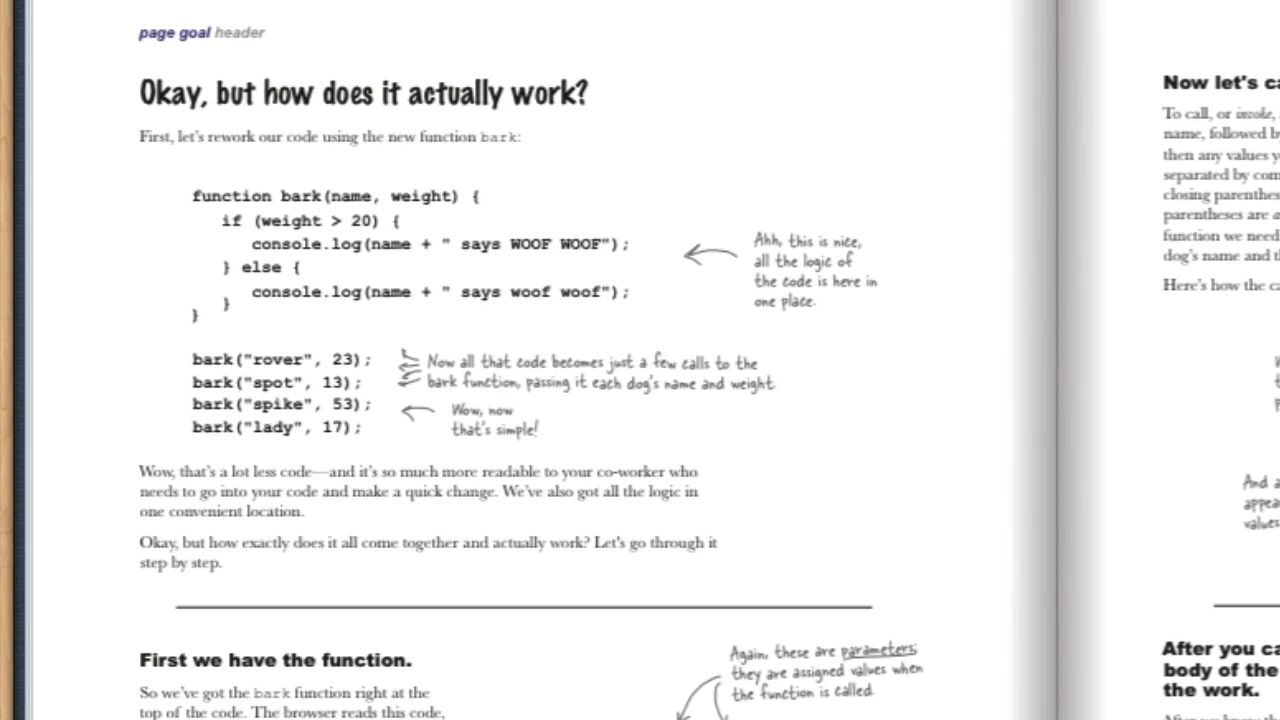 page goal header
Okay, but how does it actually work?
First, let's rework our code using the new function bark:
function bark(name, weight) {
if (weight > 20) {
console.log(name + " says WOOF WOOF");
} else {
console.log(name + " says woof woof");
}
}
Ahh, this is nice,
all the logic of
the code is here in
one place.
bark("rover", 23);
bark("spot", 13);
bark("spike", 53);
bark("lady", 17);
Now all that code becomes just a few calls to the
bark function, passing it each dog's name and weight.
Wow, now
that's simple!
Wow, that's a lot less code—and it's so much more readable to your co-worker who
needs to go into your code and make a quick change. We've also got all the logic in
one convenient location.
Okay, but how exactly does it all come together and actually work? Let's go through it
step by step.
First we have the function.
So we've got the bark function right at the
top of the code. The browser reads this code,
Again, these are parameters;
they are assigned values when
the function is called.
Now let's
To call, or invoke,
name, followed
then any values
separated by
closing
parentheses are
function we need
dog's name and
Here's how the
And
values
After you
body of the
the work.